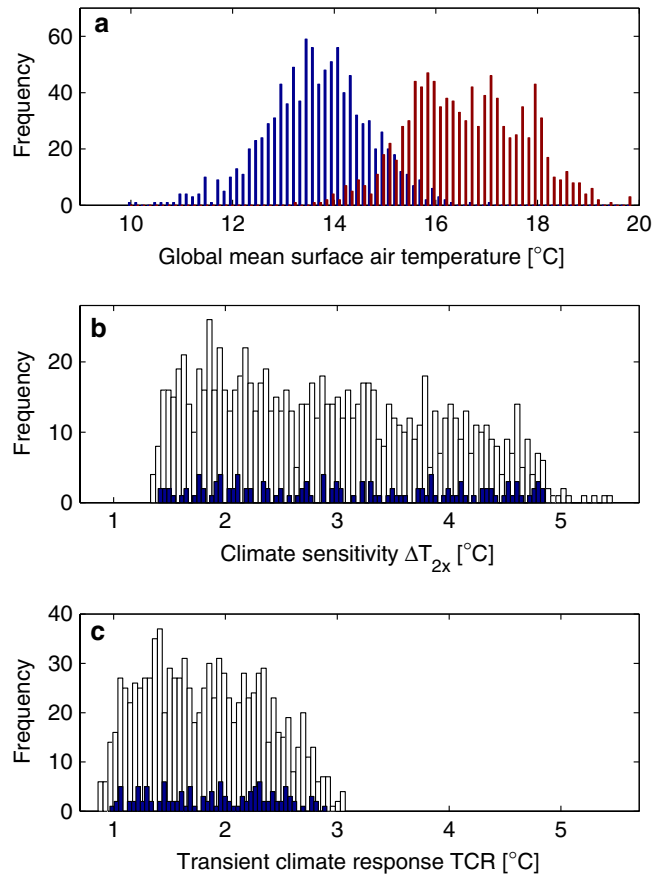 a
60
40
20
0
Frequency
10 12 14 16 18 20
Global mean surface air temperature [°C]
b
20
10
0
Frequency
1 2 3 4 5
Climate sensitivity ΔT2x [°C]
c
40
30
20
10
0
Frequency
1 2 3 4 5
Transient climate response TCR [°C]